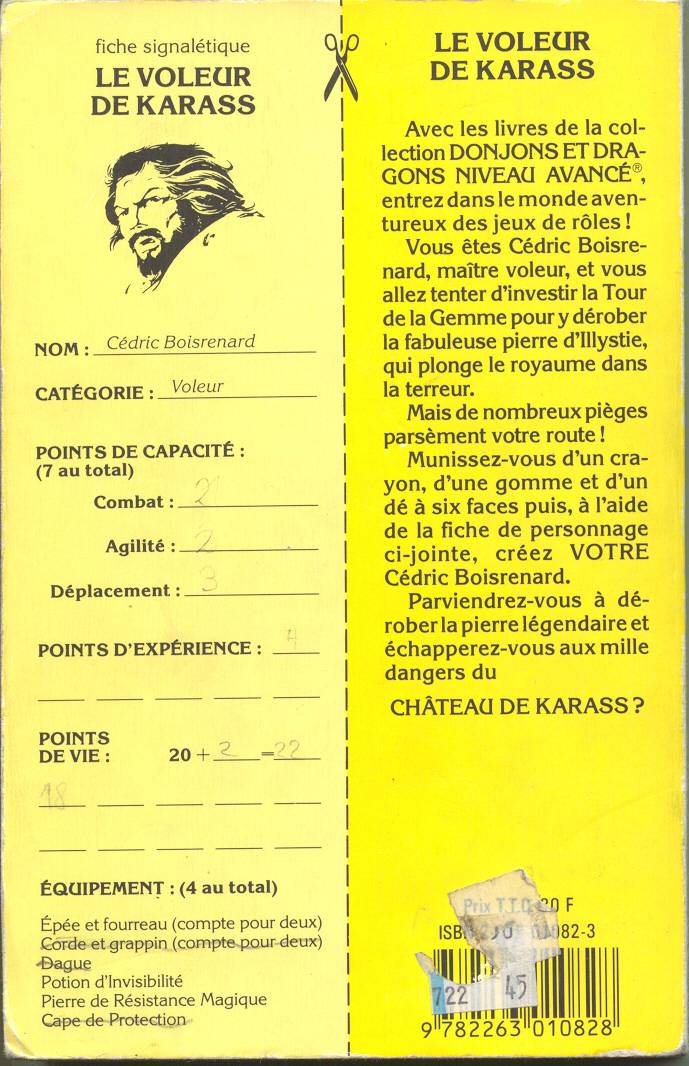 fiche signalétique
LE VOLEUR
DE KARASS
NOM : Cédric Boisrenard
CATÉGORIE : Voleur
POINTS DE CAPACITÉ :
(7 au total)
Combat : 2
Agilité : 2
Déplacement : 3
POINTS D'EXPÉRIENCE :
POINTS
DE VIE : 20 + 2 = 22
18
ÉQUIPEMENT : (4 au total)
Épée et fourreau (compte pour deux)
Corde et grappin (compte pour deux)
Dague
Potion d'Invisibilité
Pierre de Résistance Magique
Cape de Protection
LE VOLEUR
DE KARASS
Avec les livres de la col-
lection DONJONS ET DRA-
GONS NIVEAU AVANCÉ®,
entrez dans le monde aven-
tureux des jeux de rôles !
Vous êtes Cédric Boisre-
nard, maître voleur, et vous
allez tenter d'investir la Tour
de la Gemme pour y dérober
la fabuleuse pierre d'Illystie,
qui plonge le royaume dans
la terreur.
Mais de nombreux pièges
parsèment votre route !
Munissez-vous d'un cra-
yon, d'une gomme et d'un
dé à six faces puis, à l'aide
de la fiche de personnage
ci-jointe, créez VOTRE
Cédric Boisrenard.
Parviendrez-vous à dé-
rober la pierre légendaire et
échapperez-vous aux mille
dangers du
CHÂTEAU DE KARASS ?
Prix T.T.C. 20 F
082-3
722 45
9 782263 010828